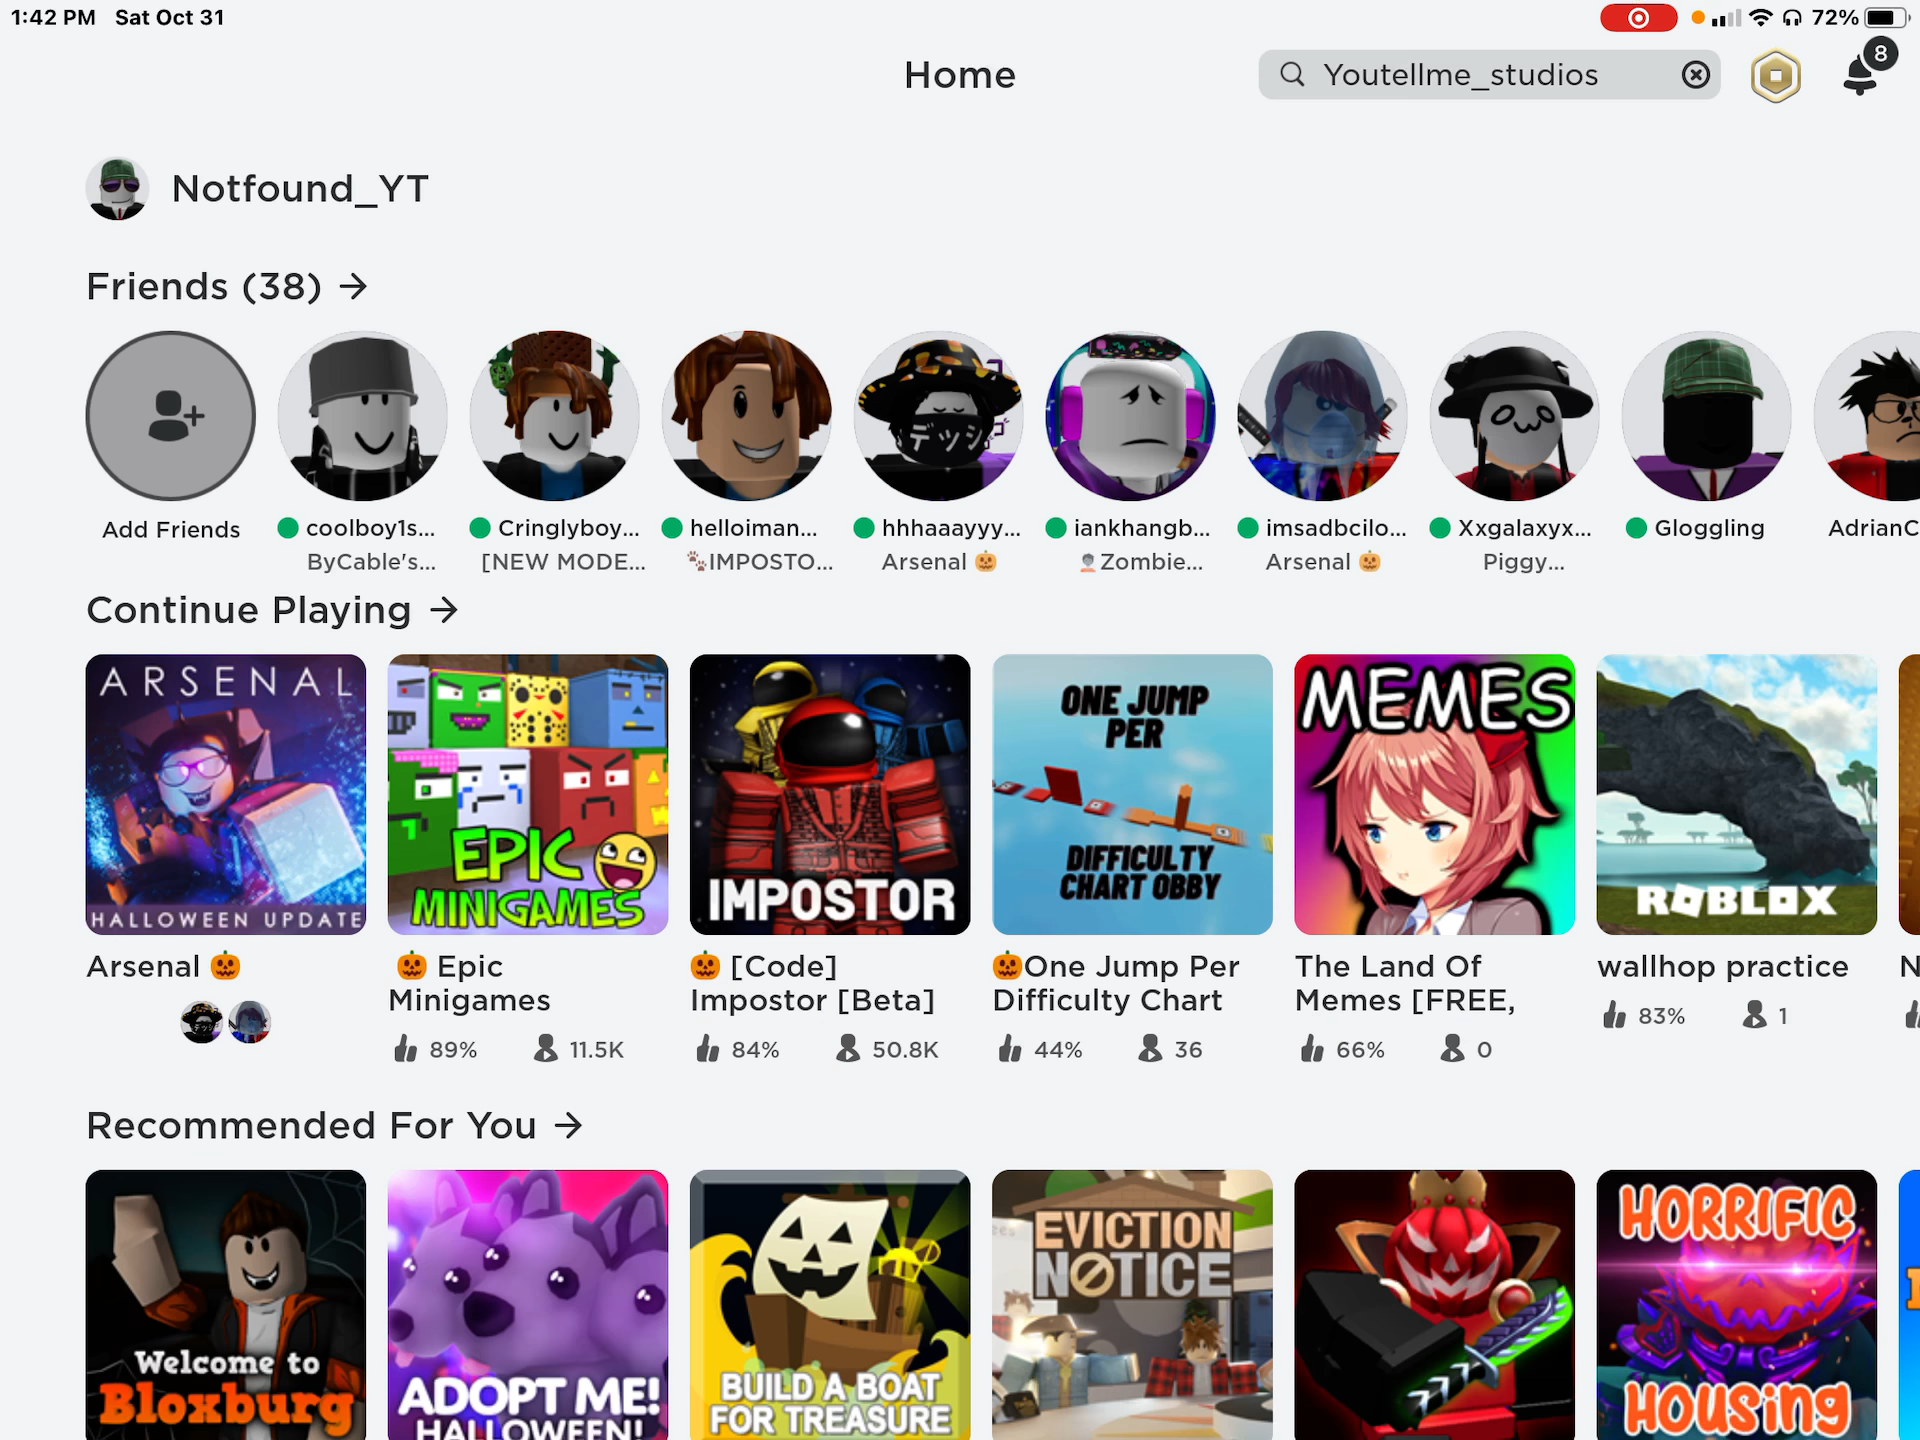 1:42 PM Sat Oct 31
72%
Home
Youtellme_studios
8
Notfound_YT
Friends (38) →
デッシ
Add Friends
coolboy1s...
Cringlyboy...
helloiman...
hhhaaayyy...
iankhangb...
imsadbcilo...
Xxgalaxyx...
Gloggling
AdrianC
ByCable's...
[NEW MODE...
🐾IMPOSTO...
Arsenal 🎃
Zombie...
Arsenal 🎃
Piggy...
Continue Playing →
ARSENAL
HALLOWEEN UPDATE
EPIC
MINIGAMES
IMPOSTOR
ONE JUMP
PER
DIFFICULTY
CHART OBBY
MEMES
ROBLOX
Arsenal 🎃
🎃 Epic
Minigames
89% 11.5K
🎃 [Code]
Impostor [Beta]
84% 50.8K
🎃One Jump Per
Difficulty Chart
44% 36
The Land Of
Memes [FREE,
66% 0
wallhop practice
83% 1
N
Recommended For You →
Welcome to
Bloxburg
ADOPT ME!
HALLOWEEN!
BUILD A BOAT
FOR TREASURE
EVICTION
NOTICE
HORRIFIC
HOUSING